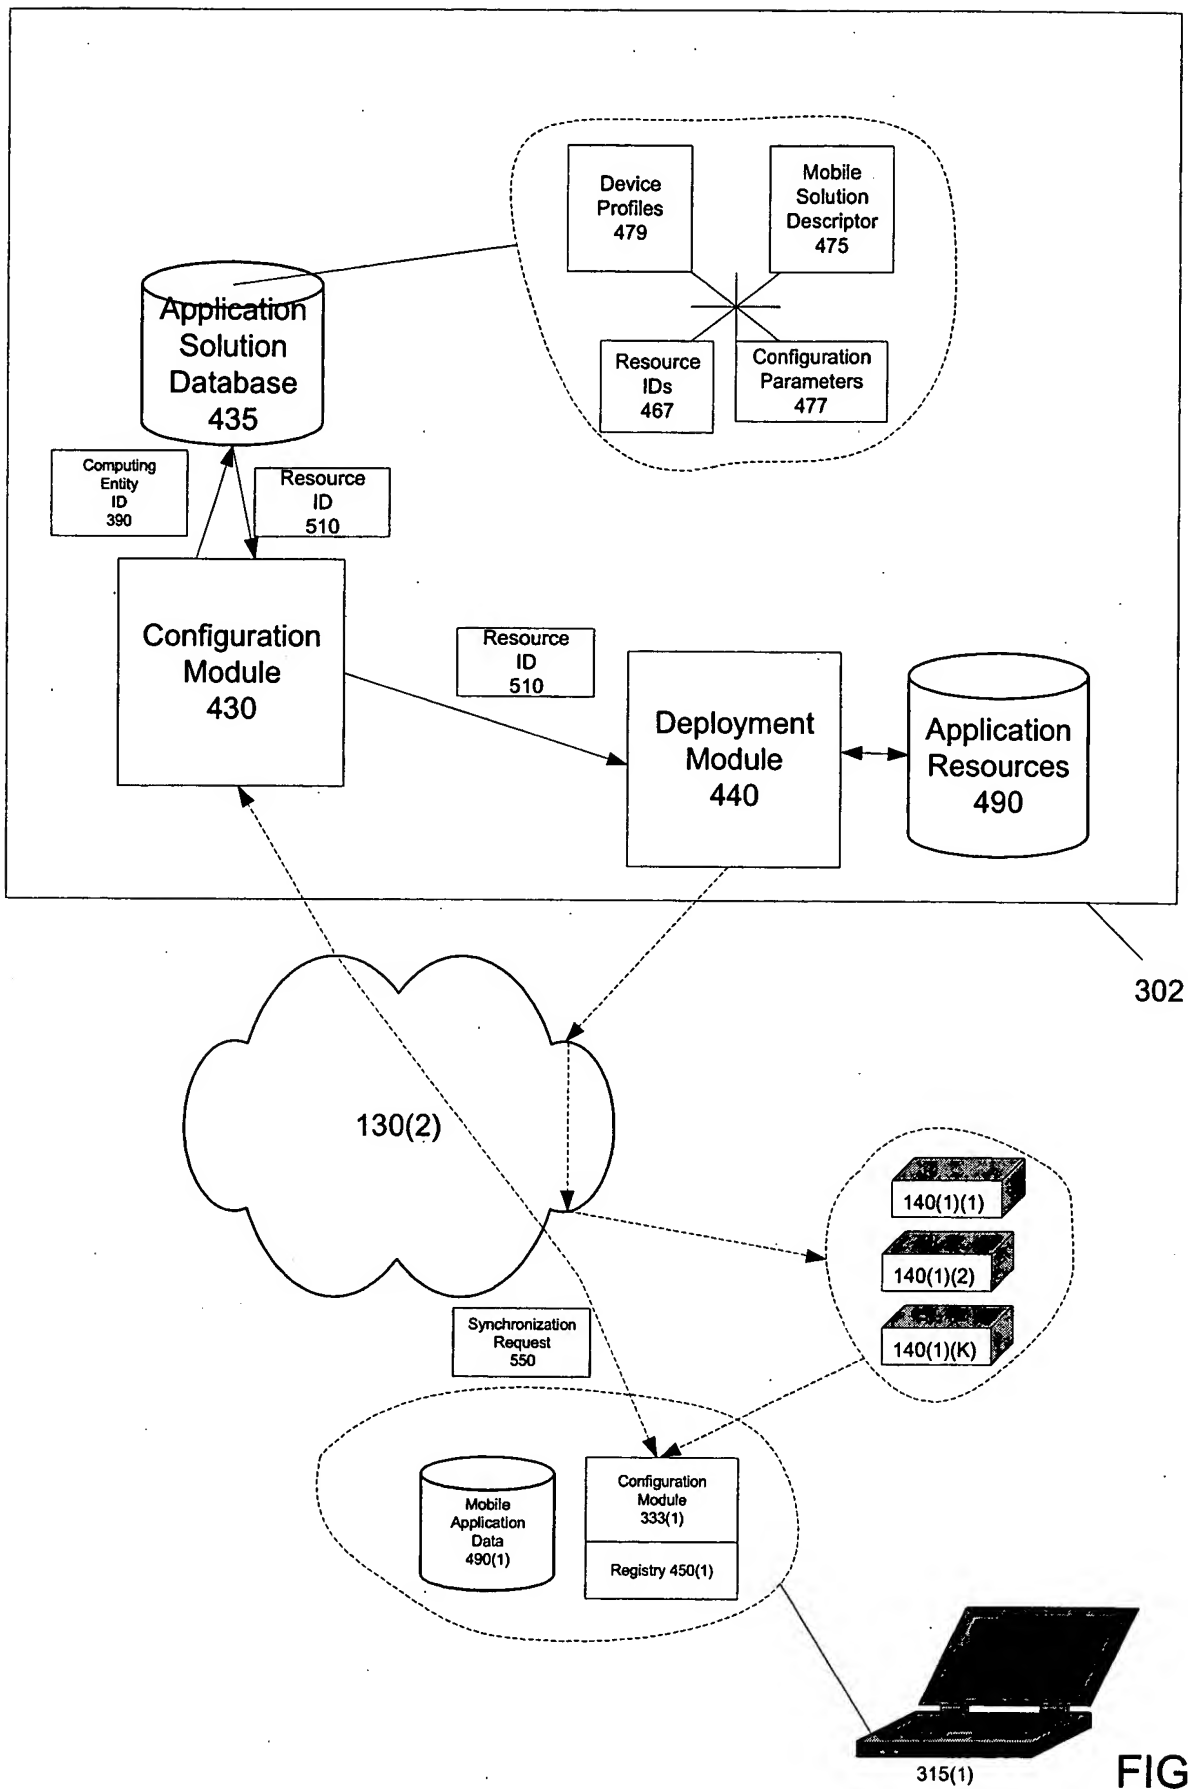 Device
Profiles
479
Mobile
Solution
Descriptor
475
Application
Solution
Database
435
Resource
IDs
467
Configuration
Parameters
477
Computing
Entity
ID
390
Resource
ID
510
Configuration
Module
430
Resource
ID
510
Deployment
Module
440
Application
Resources
490
302
130(2)
140(1)(1)
140(1)(2)
140(1)(K)
Synchronization
Request
550
Mobile
Application
Data
490(1)
Configuration
Module
333(1)
Registry 450(1)
315(1)
FIG